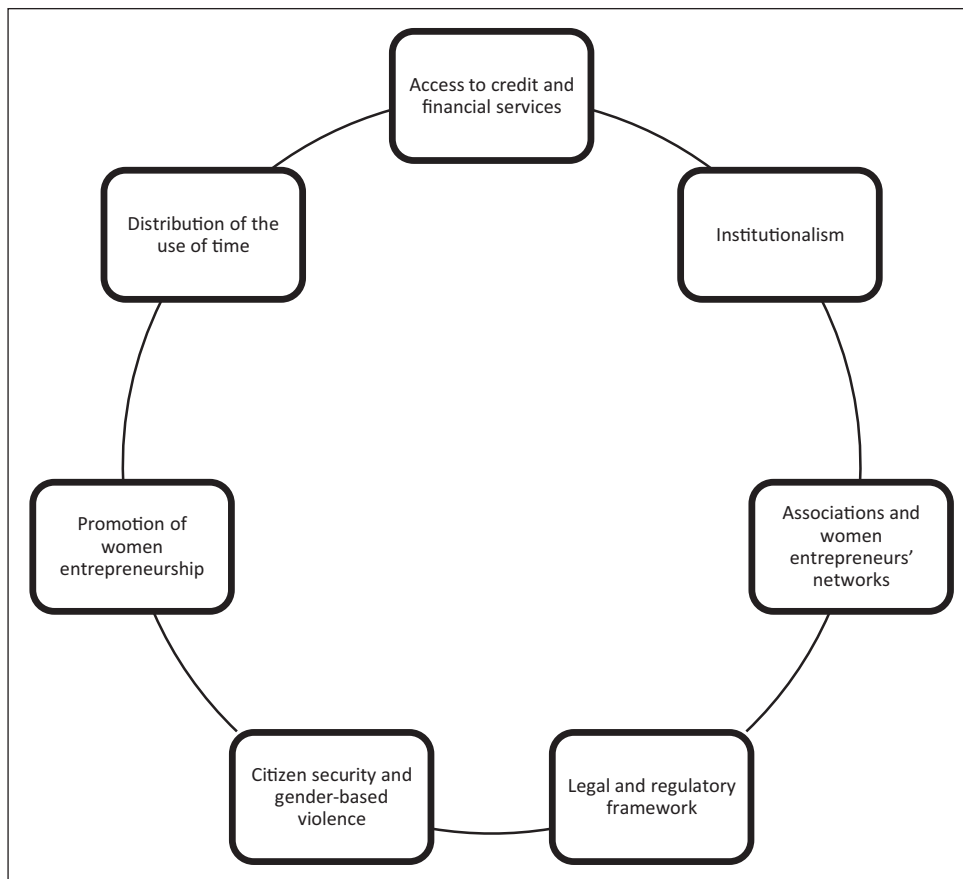 Access to credit and
financial services
Institutionalism
Associations and
women
entrepreneurs’
networks
Legal and regulatory
framework
Citizen security and
gender-based
violence
Promotion of
women
entrepreneurship
Distribution of the
use of time